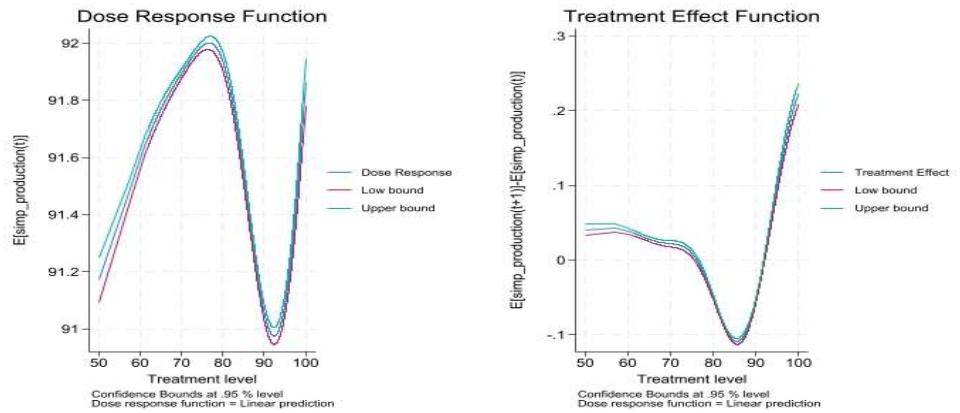 Dose Response Function
E[simp_production(t)]
92
91.8
91.6
91.4
91.2
91
50 60 70 80 90 100
Treatment level
Confidence Bounds at .95 % level
Dose response function = Linear prediction
Dose Response
Low bound
Upper bound
Treatment Effect Function
E[simp_production(t+1)]-E[simp_production(t)]
.3
.2
.1
0
-.1
50 60 70 80 90 100
Treatment level
Confidence Bounds at .95 % level
Dose response function = Linear prediction
Treatment Effect
Low bound
Upper bound